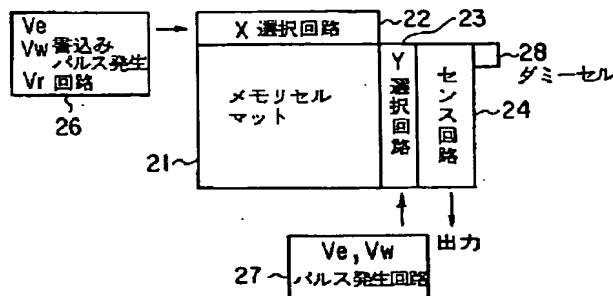 Ve
Vw 書込み
パルス発生
Vr 回路
26
X 選択回路
22
23
メモリセル
マット
21
Y選択回路
センス回路
28
ダミーセル
24
出力
Ve, Vw
パルス発生回路
27